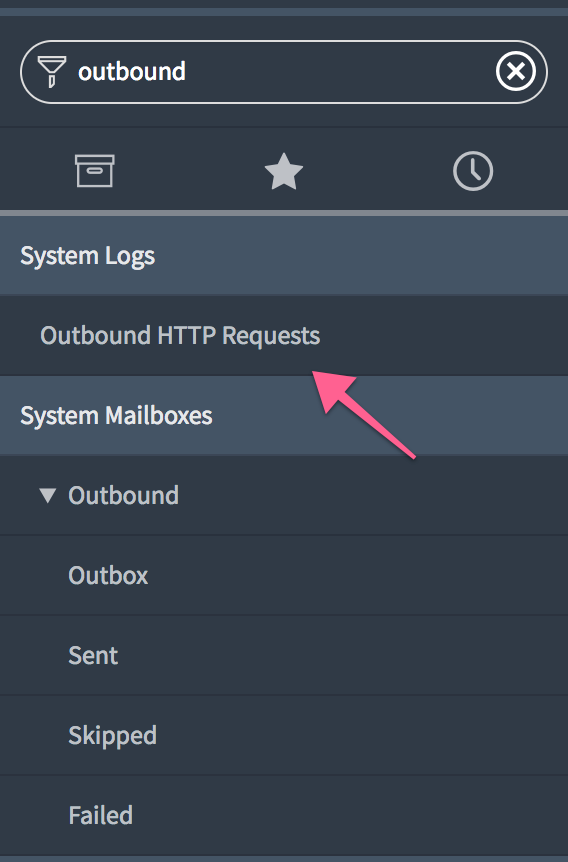 outbound
System Logs
Outbound HTTP Requests
System Mailboxes
Outbound
Outbox
Sent
Skipped
Failed